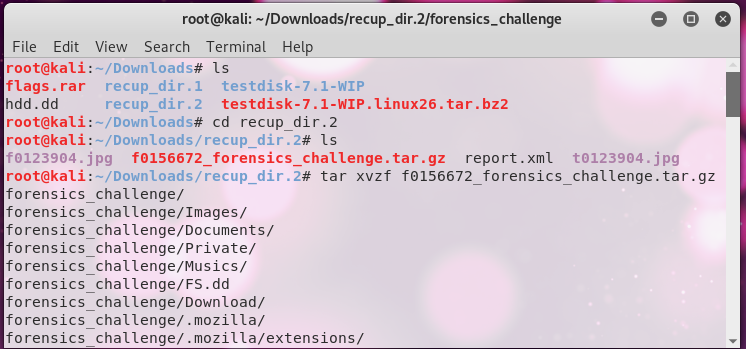 root@kali: ~/Downloads/recup_dir.2/forensics_challenge
File Edit View Search Terminal Help
root@kali:~/Downloads# ls
flags.rar recup_dir.1 testdisk-7.1-WIP
hdd.dd recup_dir.2 testdisk-7.1-WIP.linux26.tar.bz2
root@kali:~/Downloads# cd recup_dir.2
root@kali:~/Downloads/recup_dir.2# ls
f0123904.jpg f0156672_forensics_challenge.tar.gz report.xml t0123904.jpg
root@kali:~/Downloads/recup_dir.2# tar xvzf f0156672_forensics_challenge.tar.gz
forensics_challenge/
forensics_challenge/Images/
forensics_challenge/Documents/
forensics_challenge/Private/
forensics_challenge/Musics/
forensics_challenge/FS.dd
forensics_challenge/Download/
forensics_challenge/.mozilla/
forensics_challenge/.mozilla/extensions/